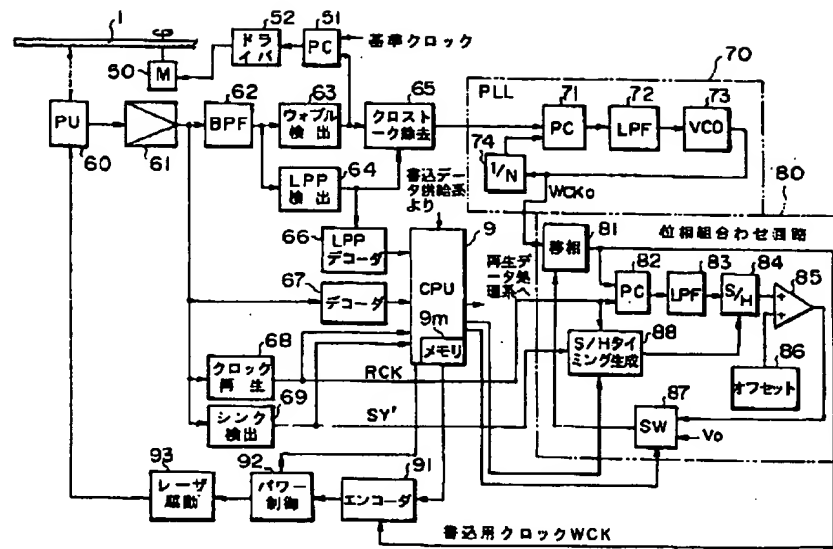 1
52
51
ドライバ
PC
基準クロック
50
M
70
62
63
65
PLL
71
72
73
PU
BPF
ウォブル検出
クロストーク除去
PC
LPF
VCO
60
61
74
1/N
80
64
LPP検出
書込データ供給系より
WCKo
66
9
81
位相組合わせ回路
LPPデコーダ
移相
82
83
84
85
67
CPU
再生データ処理系へ
PC
LPF
S/H
デコーダ
9m
88
68
メモリ
S/Hタイミング生成
86
クロック再生
RCK
オフセット
69
87
シンク検出
SY'
SW
Vo
93
92
91
レーザ駆動
パワー制御
エンコーダ
書込用クロックWCK